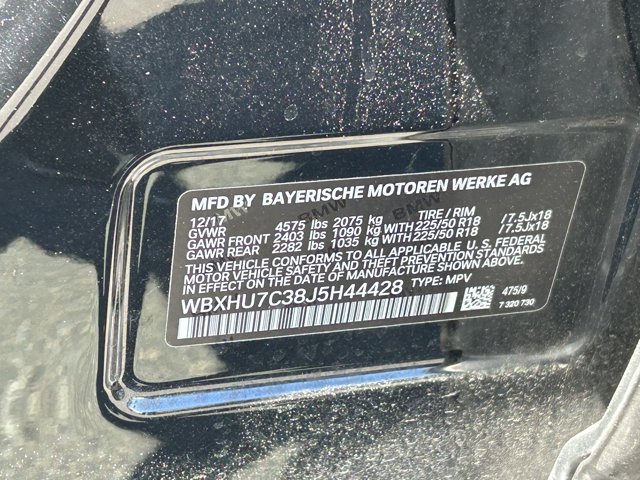 MFD BY BAYERISCHE MOTOREN WERKE AG
12/17
GVWR 4575 lbs 2075 kg TIRE / RIM
GAWR FRONT 2403 lbs 1090 kg WITH 225/50 R18 /7.5Jx18
GAWR REAR 2282 lbs 1035 kg WITH 225/50 R18 /7.5Jx18
THIS VEHICLE CONFORMS TO ALL APPLICABLE U. S. FEDERAL
MOTOR VEHICLE SAFETY AND THEFT PREVENTION STANDARDS
IN EFFECT ON THE DATE OF MANUFACTURE SHOWN ABOVE.
WBXHU7C38J5H44428 TYPE: MPV
475/9
7 320 730